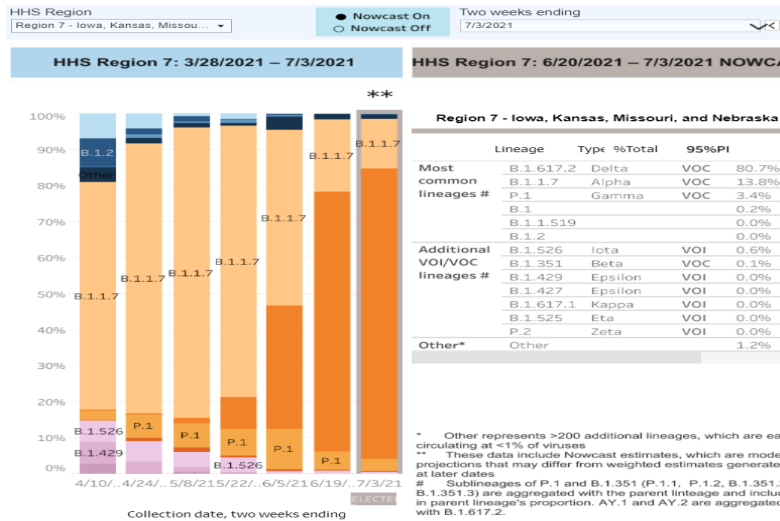 HHS Region
Region 7 - Iowa, Kansas, Missou...
Nowcast On
Nowcast Off
Two weeks ending
7/3/2021
HHS Region 7: 3/28/2021 – 7/3/2021
HHS Region 7: 6/20/2021 – 7/3/2021 NOWCA
**
100%
90%
80%
70%
60%
50%
40%
30%
20%
10%
0%
B.1.2
Other
B.1.1.7
B.1.526
B.1.429
B.1.1.7
P.1
B.1.1.7
P.1
B.1.1.7
P.1
B.1.526
B.1.1.7
P.1
B.1.1.7
P.1
B.1.1.7
4/10/.. 4/24/.. 5/8/21 5/22/.. 6/5/21 6/19/.. 7/3/21
ELECTE
Collection date, two weeks ending
Region 7 - Iowa, Kansas, Missouri, and Nebraska
Lineage Type %Total 95%PI
Most common lineages # B.1.617.2 Delta VOC 80.7%
B.1.1.7 Alpha VOC 13.8%
P.1 Gamma VOC 3.4%
B.1 0.2%
B.1.1.519 0.0%
B.1.2 0.0%
Additional VOI/VOC lineages # B.1.526 Iota VOI 0.6%
B.1.351 Beta VOC 0.1%
B.1.429 Epsilon VOI 0.0%
B.1.427 Epsilon VOI 0.0%
B.1.617.1 Kappa VOI 0.0%
B.1.525 Eta VOI 0.0%
P.2 Zeta VOI 0.0%
Other* Other 1.2%
* Other represents >200 additional lineages, which are ea
circulating at <1% of viruses
** These data include Nowcast estimates, which are mode
projections that may differ from weighted estimates generate
at later dates
# Sublineages of P.1 and B.1.351 (P.1.1, P.1.2, B.1.351.
B.1.351.3) are aggregated with the parent linteage and includ
in parent lineage's proportion. AY.1 and AY.2 are aggregated
with B.1.617.2.